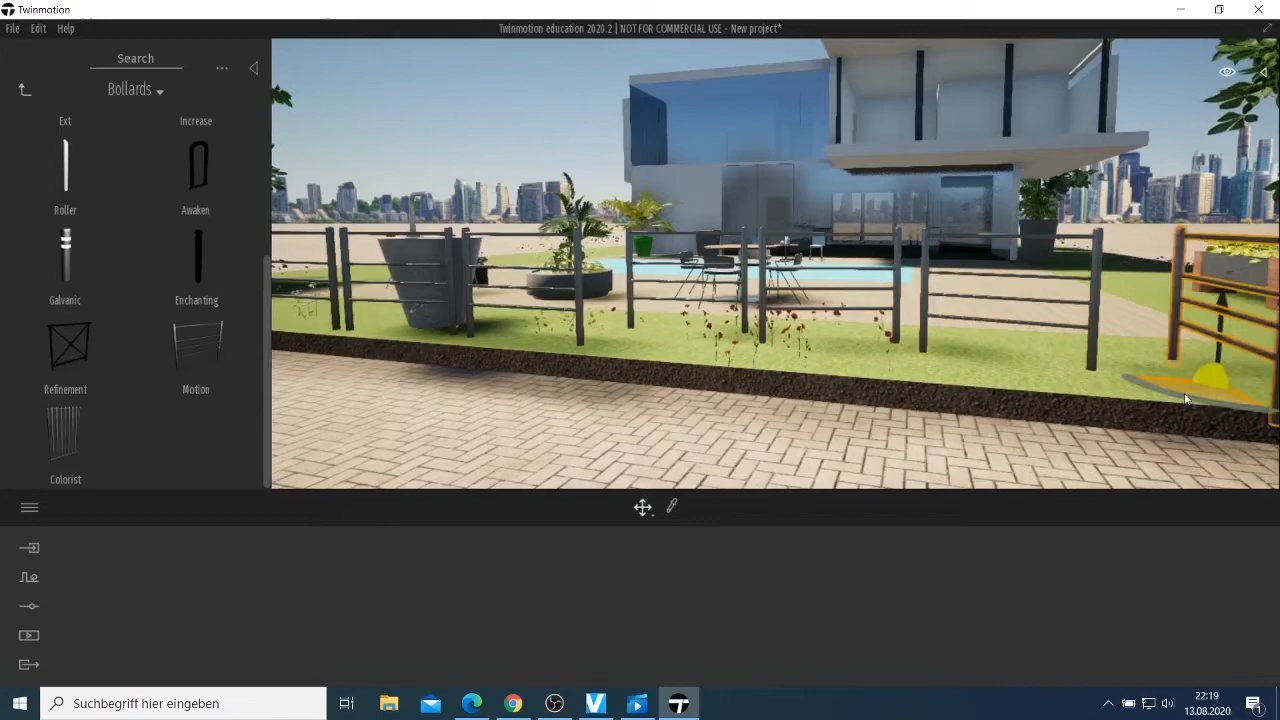 Twinmotion
File Edit Help
Twinmotion education 2020.2 | NOT FOR COMMERCIAL USE - New project*
Search
...
Bollards
Ext Increase
Roller Awaken
Galvanic Enchanting
Refinement Motion
Colorist
Suchbegriff hier eingeben
22:19
13.08.2020
1